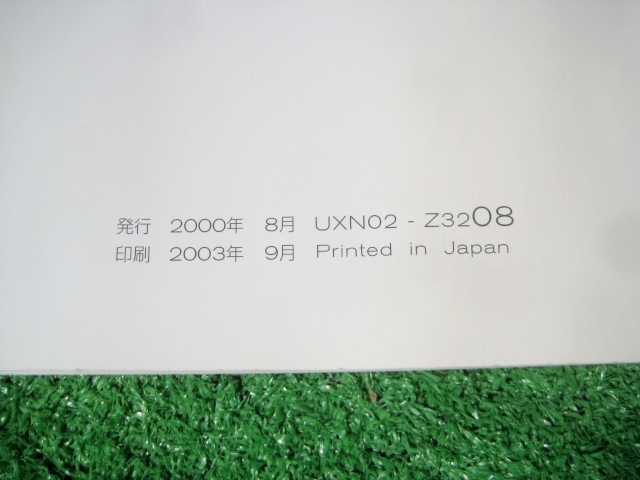 発行 2000年 8月 UXN02 - Z3208
印刷 2003年 9月 Printed in Japan